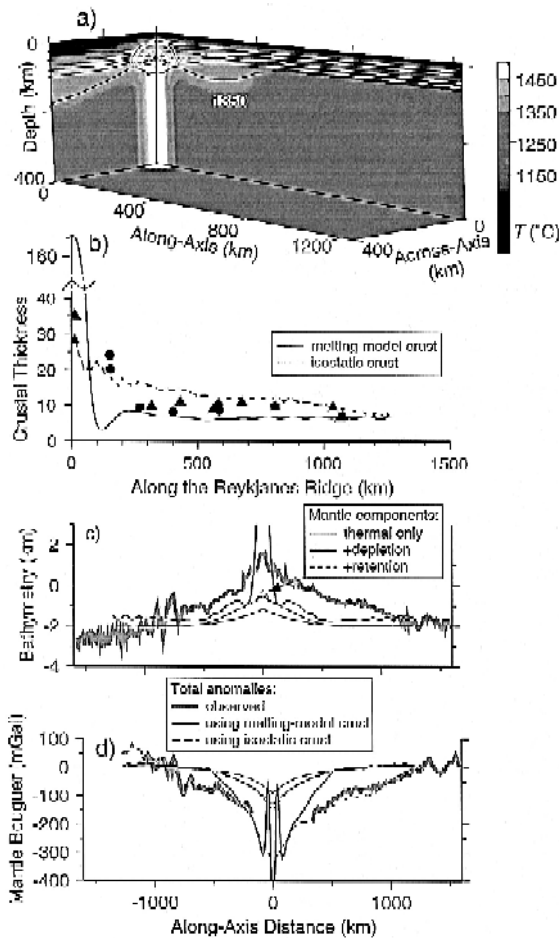 a)
0
Depth (km)
400
0
400
800
1200
Along-Axis
(km)
1350
0
400
Across-Axis
(km)
1450
1350
1250
1150
T (°C)
b)
160
40
30
20
10
0
Crustal Thickness
melting-model crust
isostatic crust
0
500
1000
1500
Along the Reykjanes Ridge (km)
c)
Mantle components:
thermal only
+depletion
+retention
2
0
-2
-4
Bathymetry (km)
Total anomalies:
observed
using melting-model crust
using isostatic crust
d)
100
0
-100
-200
-300
-400
Mantle Bouguer (mGal)
-1000
0
1000
Along-Axis Distance (km)